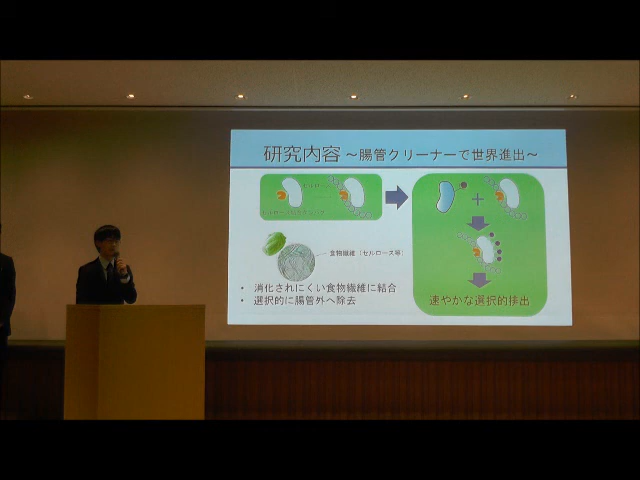 研究内容 ～腸管クリーナーで世界進出～
食物繊維（セルロース等）
• 消化されにくい食物繊維に結合
• 選択的に腸管外へ除去
+
速やかな選択的排出